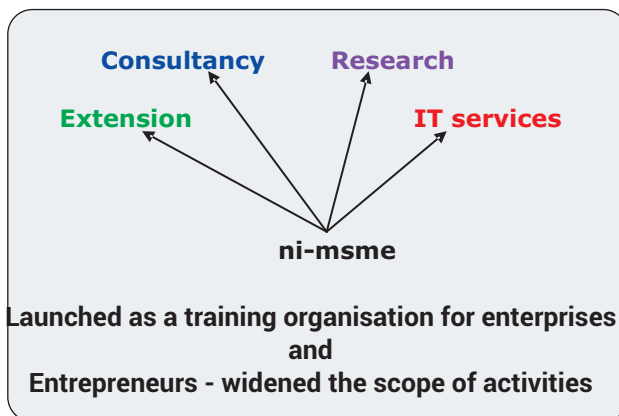 Consultancy Research
Extension IT services
ni-msme
Launched as a training organisation for enterprises
and
Entrepreneurs - widened the scope of activities